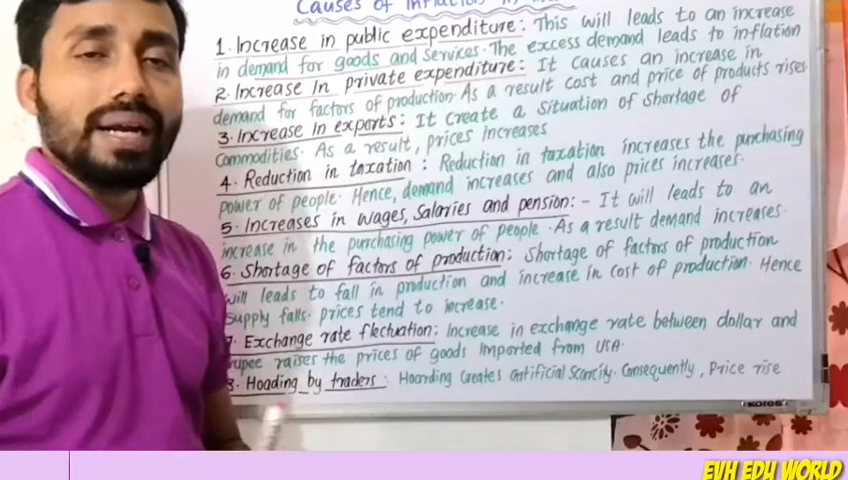 Causes of Inflation in
1. Increase in public expenditure: This will leads to an increase
in demand for goods and services. The excess demand leads to inflation
2. Increase in private expenditure: It causes an increase in
demand for factors of production. As a result cost and price of products rises
3. Increase in exports: It create a situation of shortage of
Commodities. As a result, prices increases
4. Reduction in taxation : Reduction in taxation increases the purchasing
power of people. Hence, demand increases and also prices increases.
5. Increases in wages, salaries and pension: - It will leads to an
increase in the purchasing power of people. As a result demand increases.
6. Shortage of factors of production: Shortage of factors of production
will leads to fall in production and increase in cost of production. Hence
Supply falls. prices tend to increase.
7. Exchange rate flectuation: Increase in exchange rate between dollar and
rupee raises the prices of goods imported from USA.
8. Hoading by traders: Hoarding Creates artificial Scarcity. Consequently, Price rise
KORES
EVH EDU WORLD